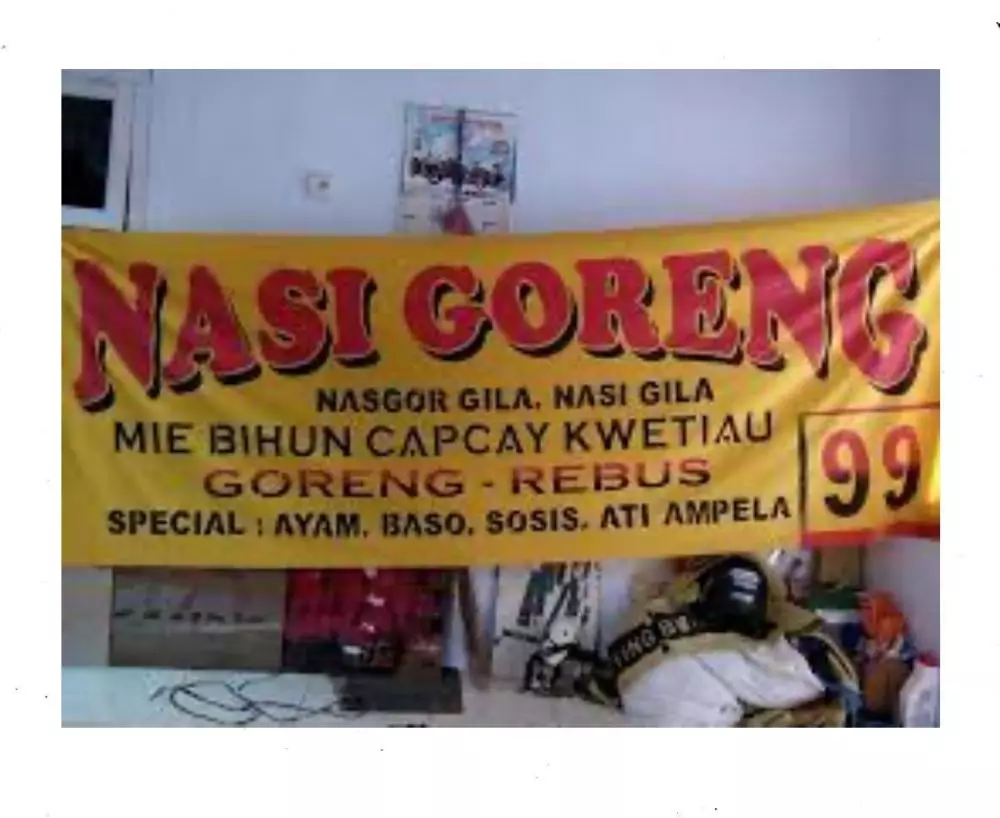 NASI GORENG
NASGOR GILA. NASI GILA
MIE BIHUN CAPCAY KWETIAU
GORENG - REBUS
SPECIAL : AYAM. BASO. SOSIS. ATI AMPELA
99